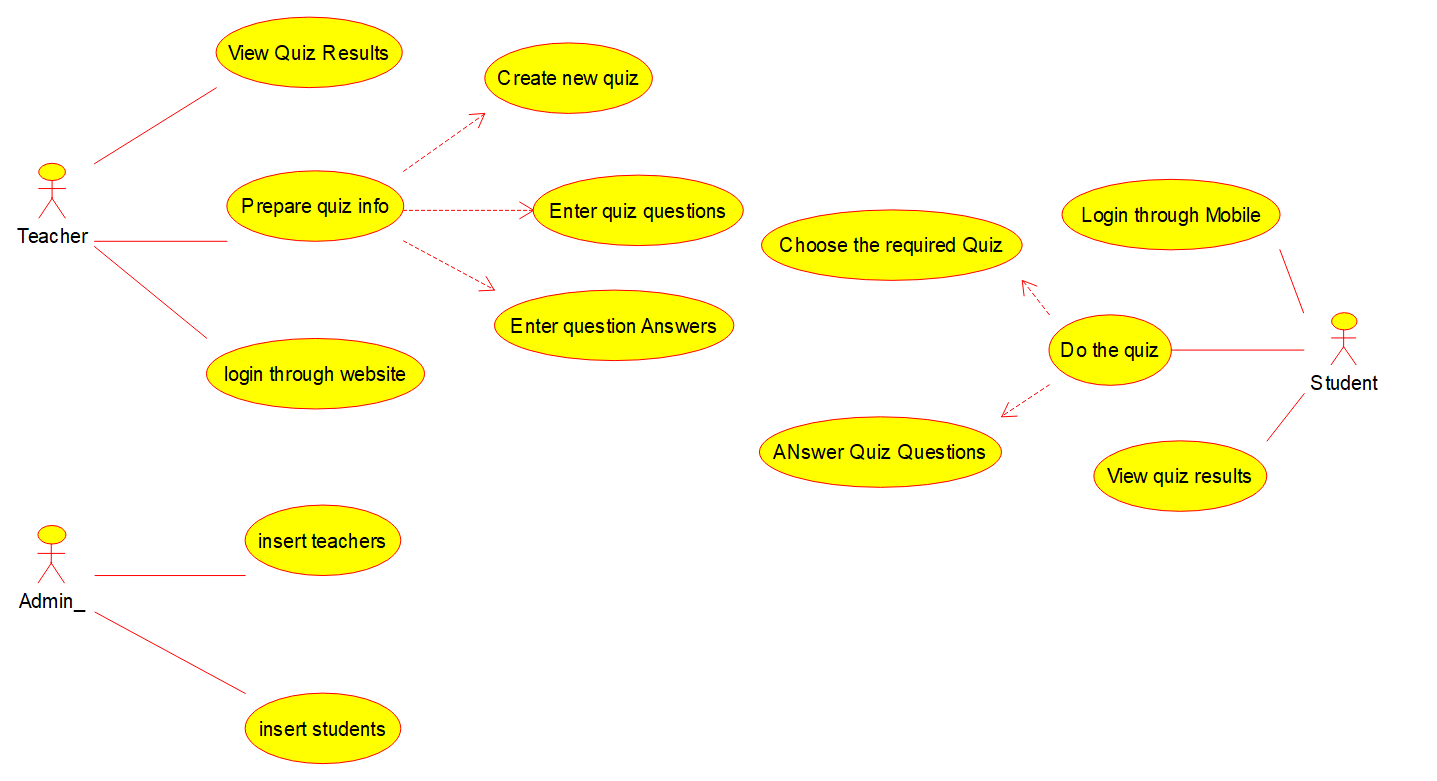 View Quiz Results
Create new quiz
Teacher
Prepare quiz info
Enter quiz questions
Enter question Answers
login through website
Choose the required Quiz
Login through Mobile
Do the quiz
Student
ANswer Quiz Questions
View quiz results
Admin_
insert teachers
insert students